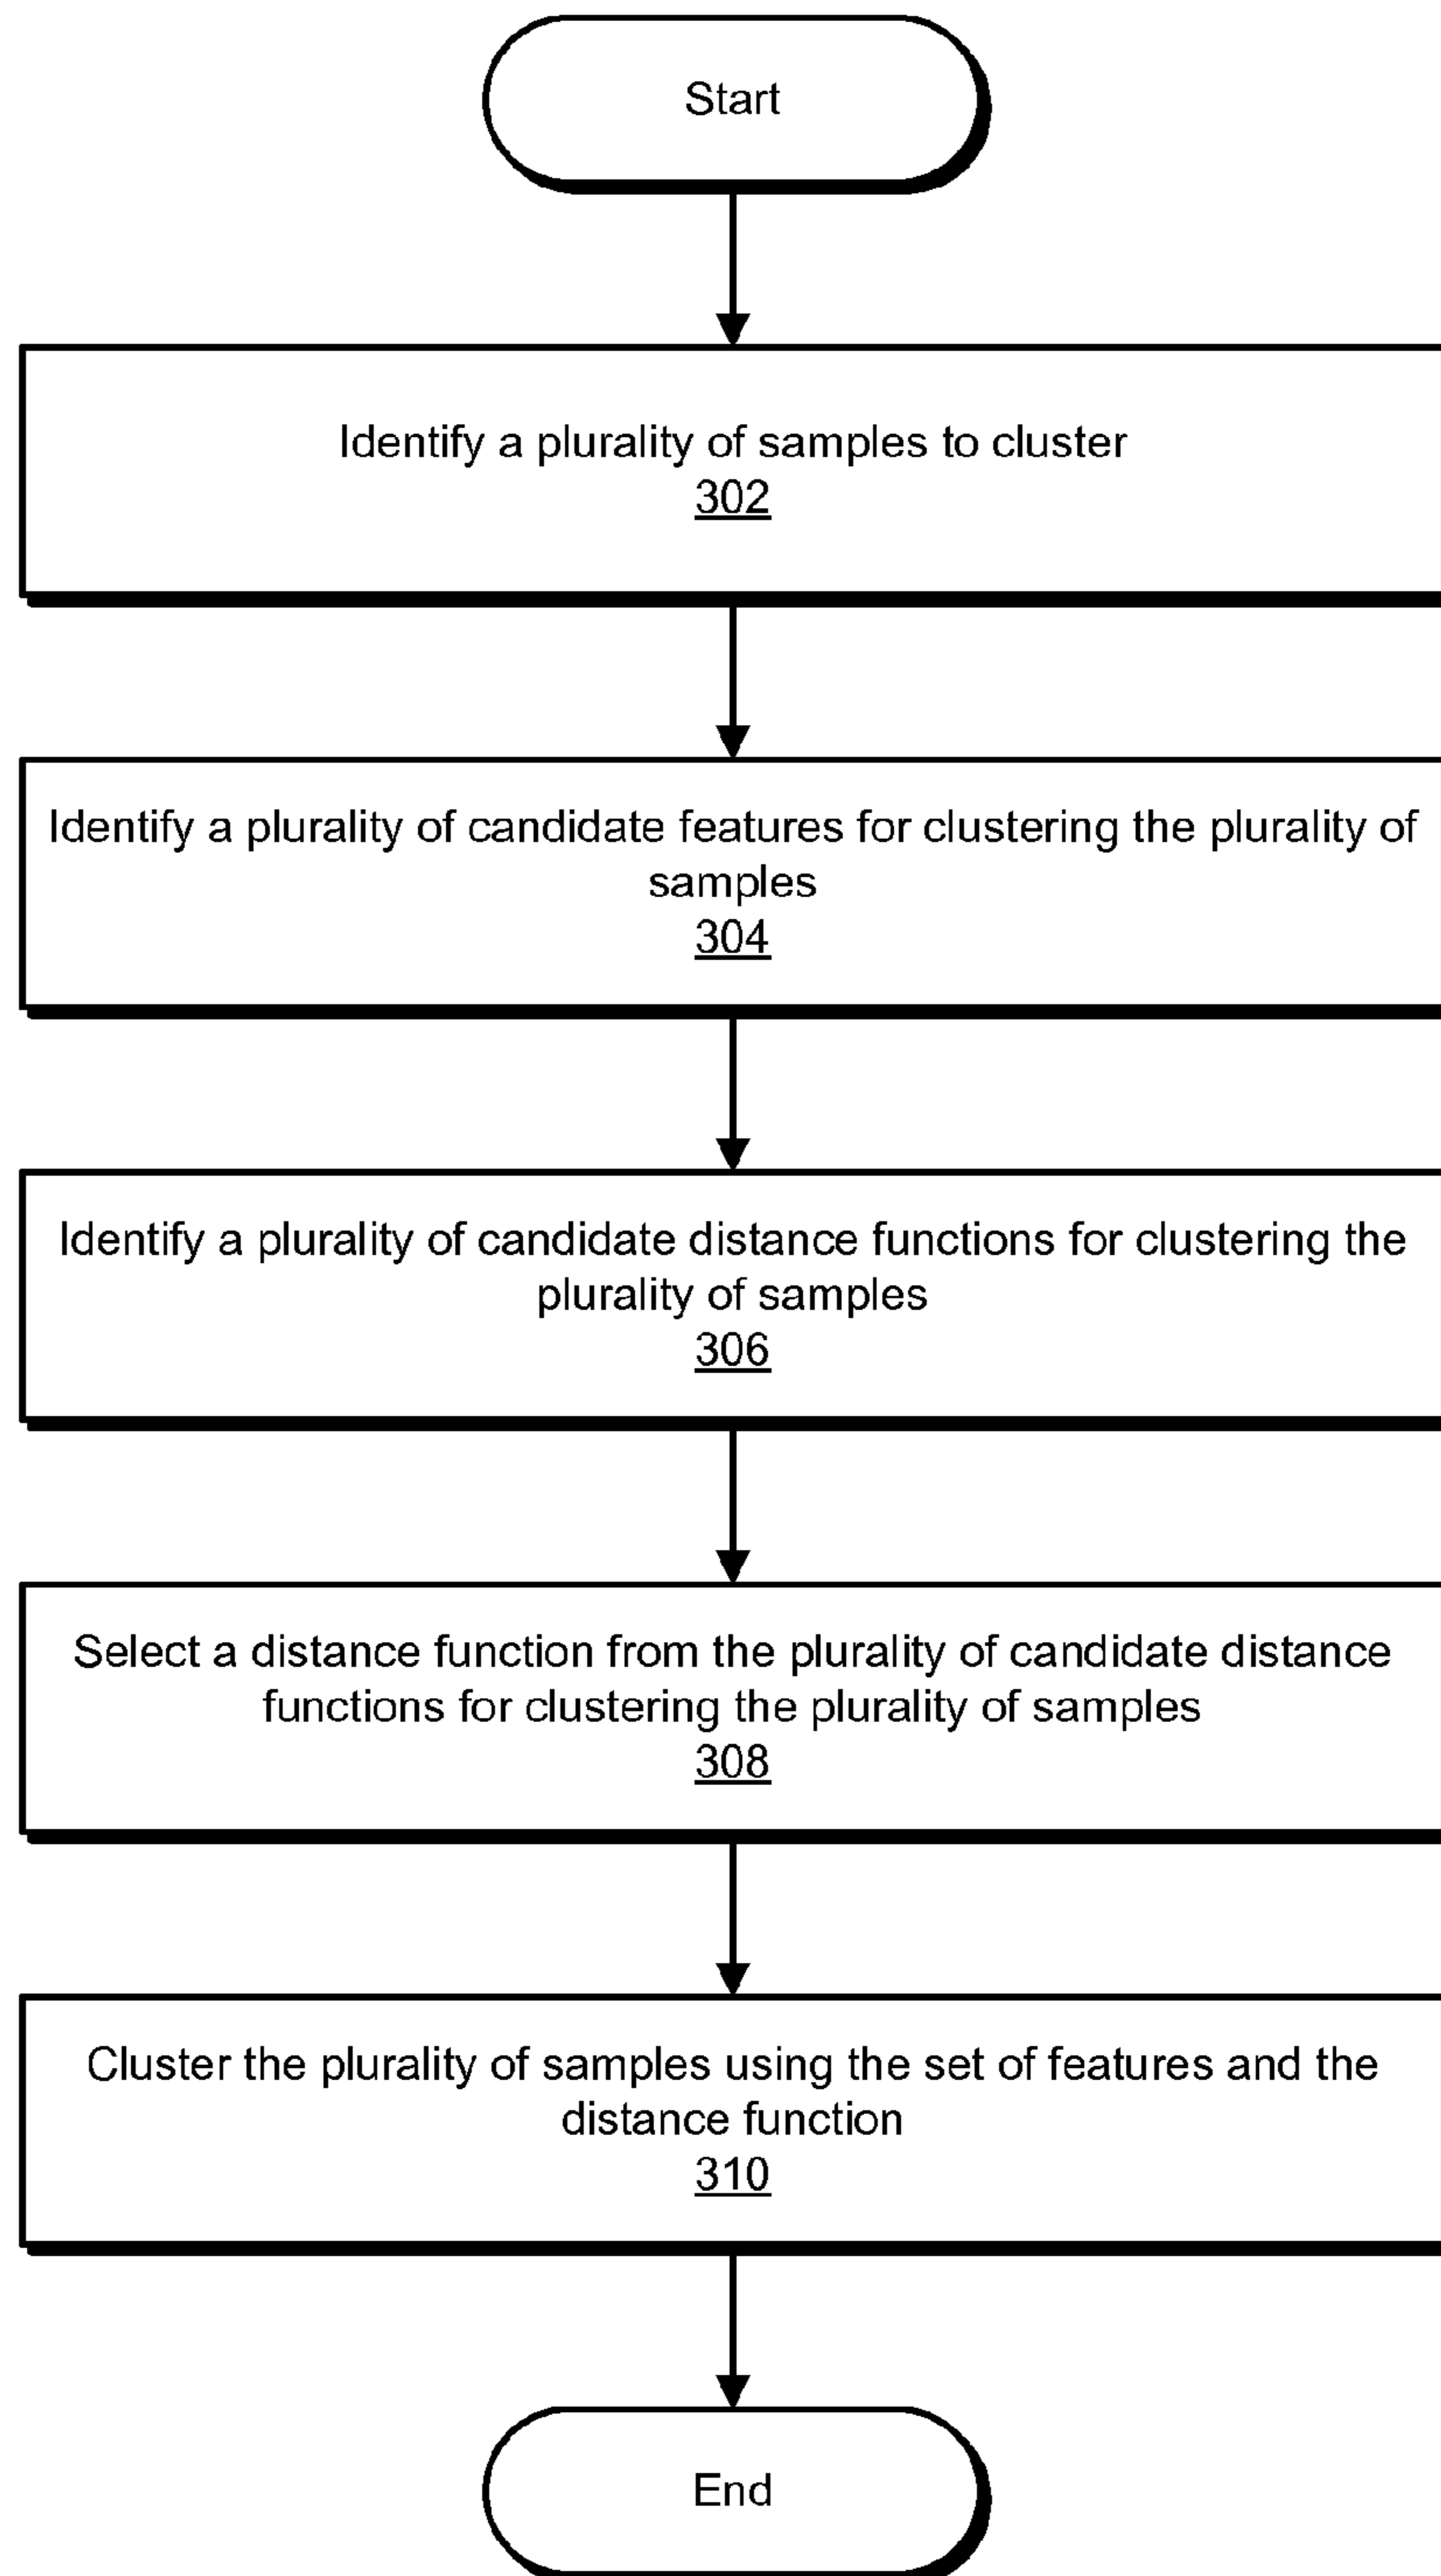 Start
Identify a plurality of samples to cluster
302
Identify a plurality of candidate features for clustering the plurality of
samples
304
Identify a plurality of candidate distance functions for clustering the
plurality of samples
306
Select a distance function from the plurality of candidate distance
functions for clustering the plurality of samples
308
Cluster the plurality of samples using the set of features and the
distance function
310
End